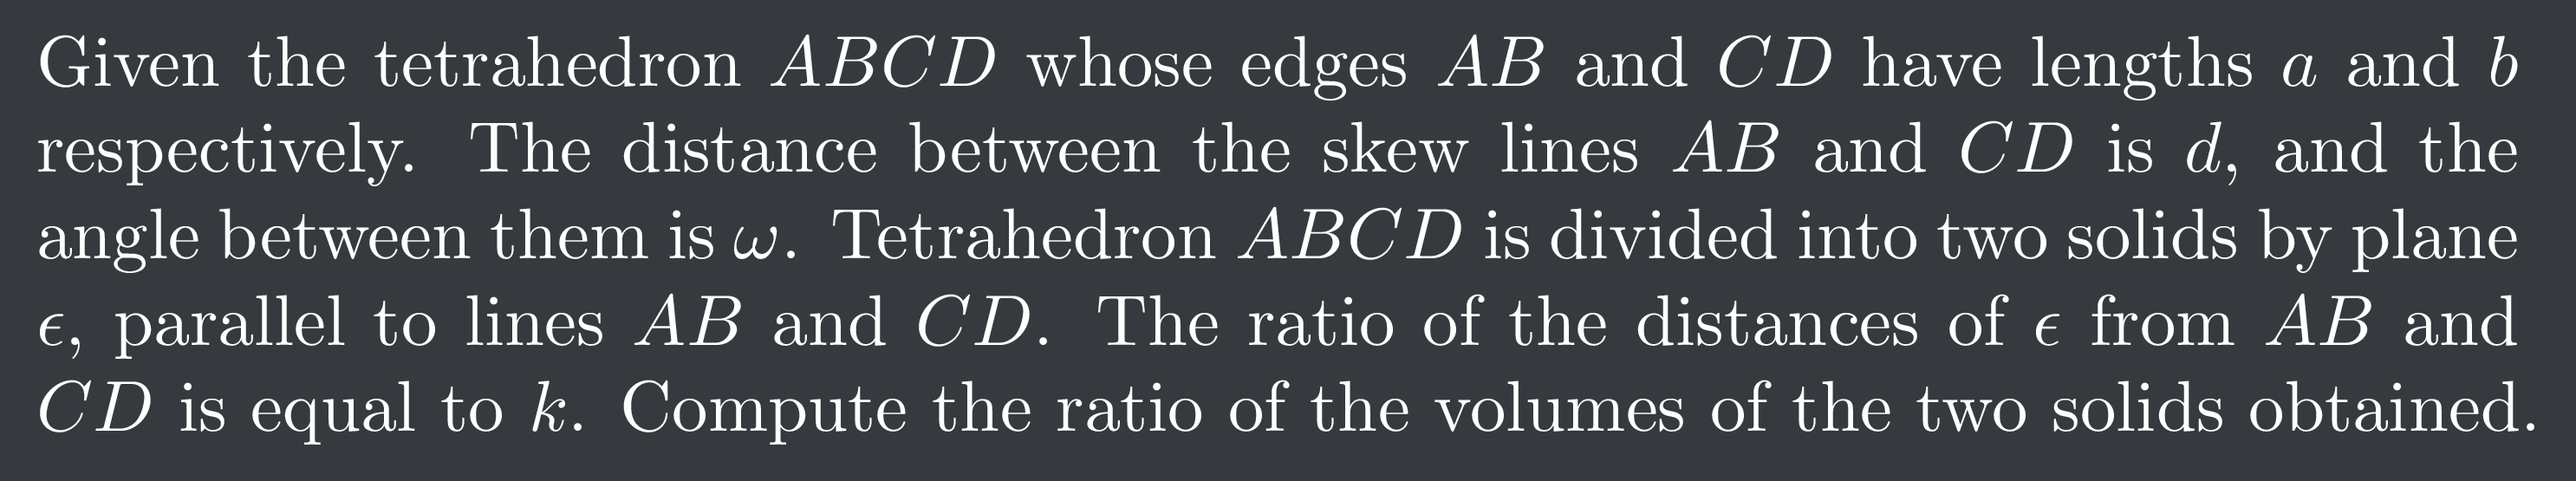 Given the tetrahedron ABCD whose edges AB and CD have lengths a and b
respectively. The distance between the skew lines AB and CD is d, and the
angle between them is ω. Tetrahedron ABCD is divided into two solids by plane
ϵ, parallel to lines AB and CD. The ratio of the distances of ϵ from AB and
CD is equal to k. Compute the ratio of the volumes of the two solids obtained.